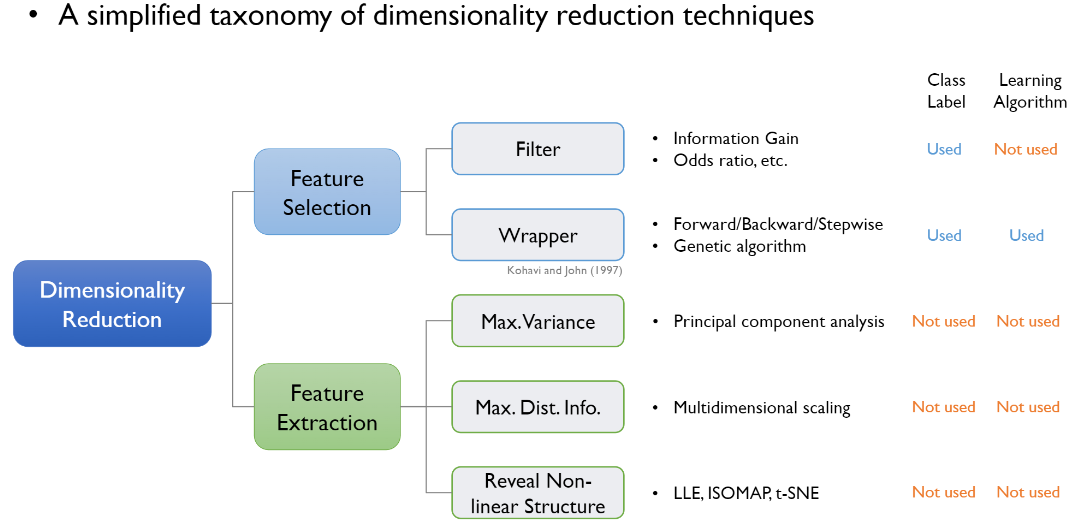 • A simplified taxonomy of dimensionality reduction techniques
Class
Label
Learning
Algorithm
Filter
• Information Gain
• Odds ratio, etc.
Used
Not used
Feature
Selection
Wrapper
• Forward/Backward/Stepwise
• Genetic algorithm
Used
Used
Kohavi and John (1997)
Dimensionality
Reduction
Max. Variance
• Principal component analysis
Not used
Not used
Feature
Extraction
Max. Dist. Info.
• Multidimensional scaling
Not used
Not used
Reveal Non-
linear Structure
• LLE, ISOMAP, t-SNE
Not used
Not used